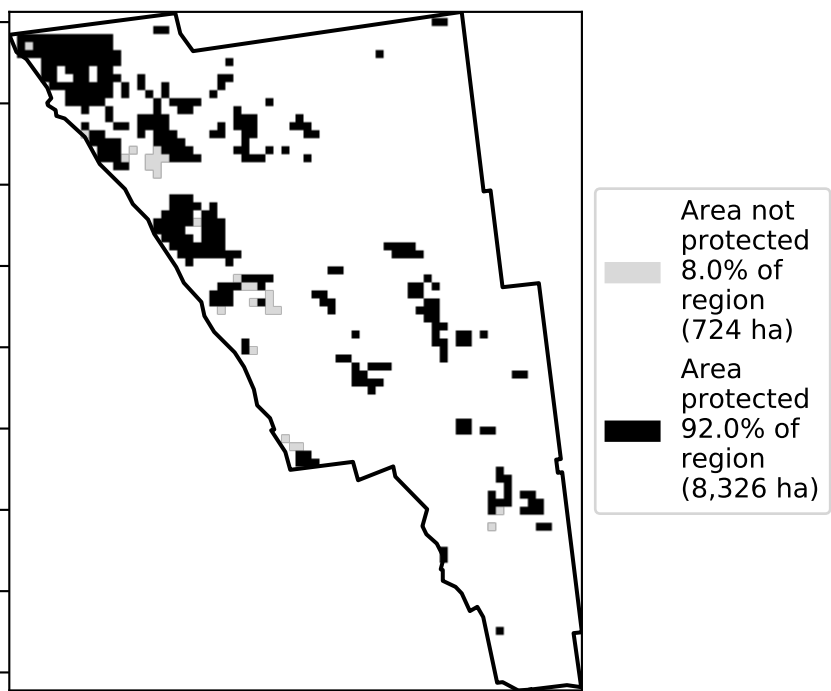 Area not
protected
8.0% of
region
(724 ha)
Area
protected
92.0% of
region
(8,326 ha)